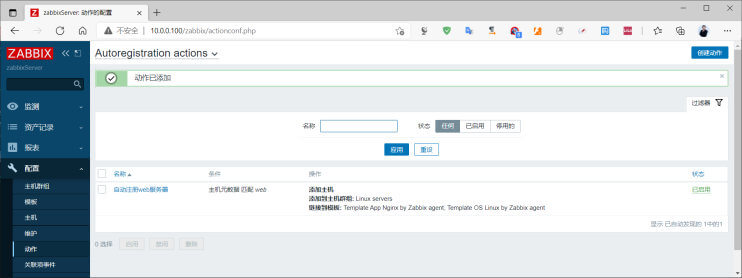 zabbixServer: 动作的配置
不安全 | 10.0.0.100/zabbix/actionconf.php
ZABBIX
zabbixServer
监测
资产记录
报表
配置
主机群组
模板
主机
维护
动作
关联项事件
Autoregistration actions
创建动作
动作已添加
过滤器
名称 状态 任何 已启用 停用的
应用 重设
名称 条件 操作 状态
自动注册web服务器 主机元数据 匹配 web 添加主机 已启用
添加到主机群组: Linux servers
链接到模板: Template App Nginx by Zabbix agent, Template OS Linux by Zabbix agent
显示 已自动发现的 1中的1
0 选择 启用 禁用 删除